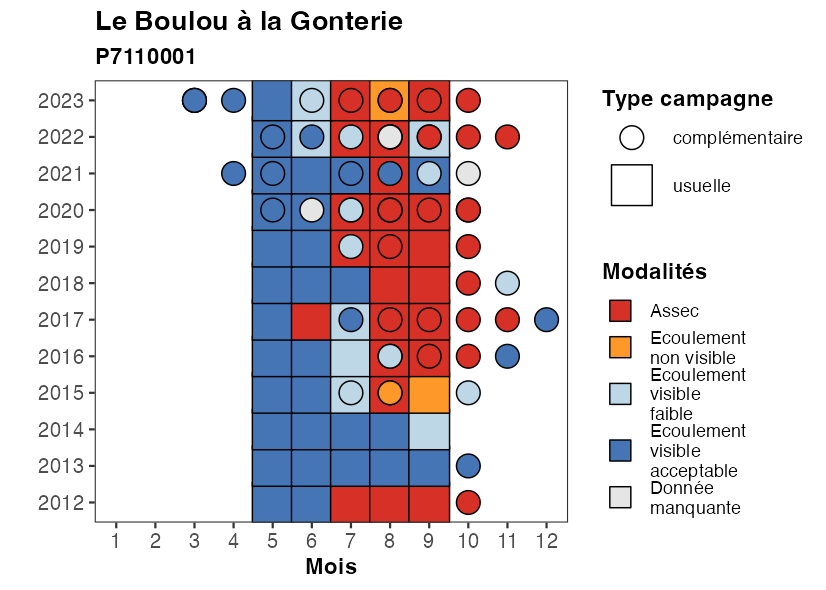 Le Boulou à la Gonterie
P7110001
2023
2022
2021
2020
2019
2018
2017
2016
2015
2014
2013
2012
1 2 3 4 5 6 7 8 9 10 11 12
Mois
Type campagne
complémentaire
usuelle
Modalités
Assec
Ecoulement
non visible
Ecoulement
visible
faible
Ecoulement
visible
acceptable
Donnée
manquante